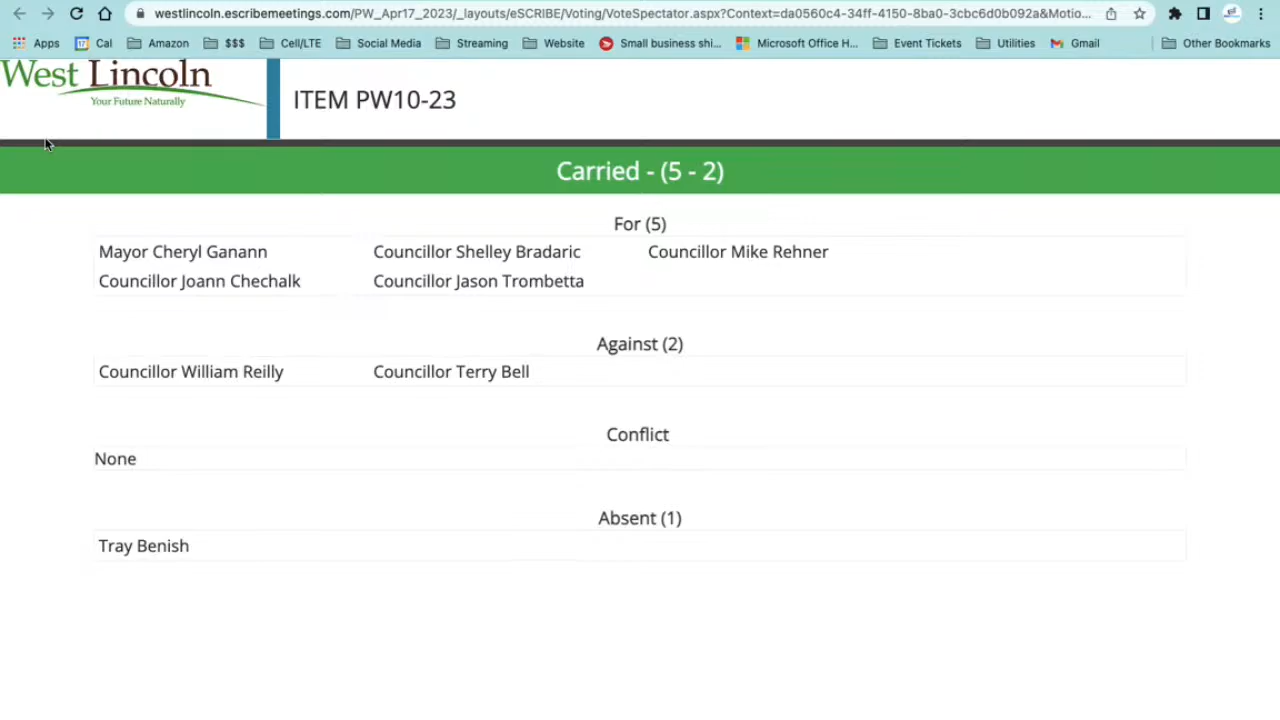 westlincoln.escribemeetings.com/PW_Apr17_2023/_layouts/eSCRIBE/Voting/VoteSpectator.aspx?Context=da0560c4-34ff-4150-8ba0-3cbc6d0b092a&Motio...
Apps 17 Cal Amazon $$$ Cell/LTE Social Media Streaming Website Small business shi... Microsoft Office H... Event Tickets Utilities Gmail Other Bookmarks
West Lincoln
Your Future Naturally
ITEM PW10-23
Carried - (5 - 2)
For (5)
Mayor Cheryl Ganann Councillor Shelley Bradaric Councillor Mike Rehner
Councillor Joann Chechalk Councillor Jason Trombetta
Against (2)
Councillor William Reilly Councillor Terry Bell
Conflict
None
Absent (1)
Tray Benish